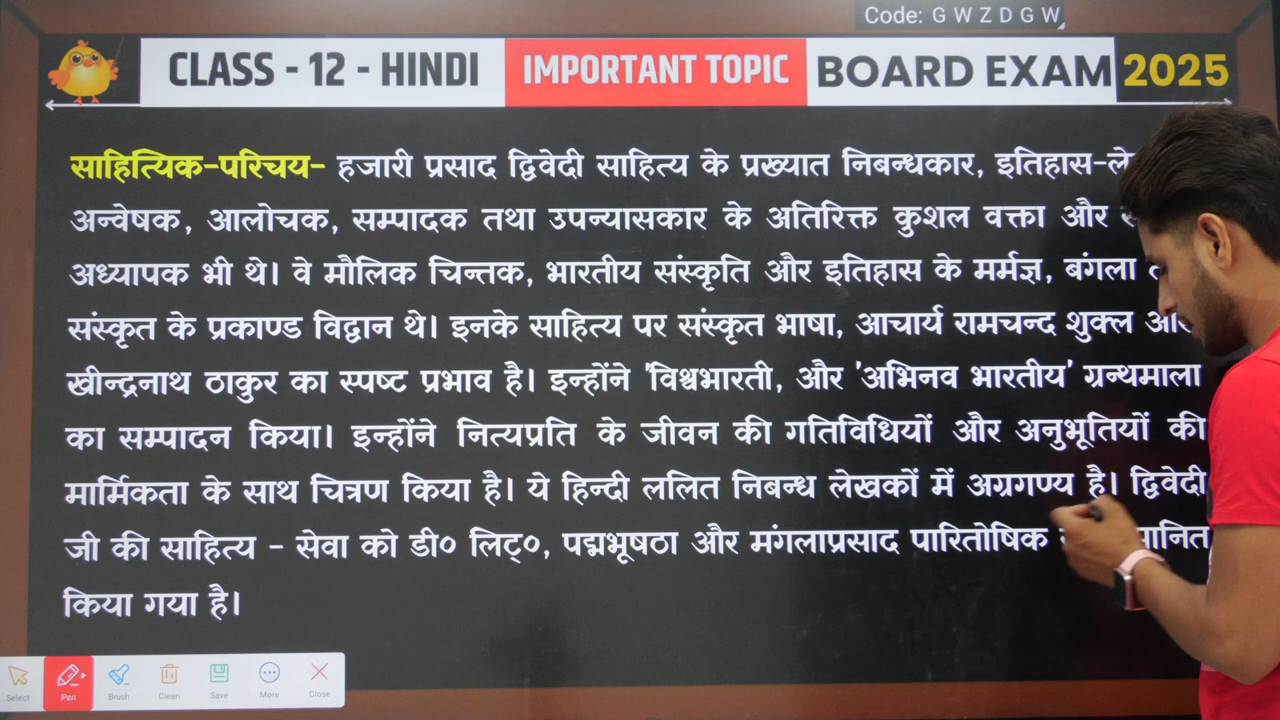 Code: G W Z D G W
CLASS - 12 - HINDI IMPORTANT TOPIC BOARD EXAM 2025
साहित्यिक-परिचय- हजारी प्रसाद द्विवेदी साहित्य के प्रख्यात निबन्धकार,
अन्वेषक, आलोचक, सम्पादक तथा उपन्यासकार के अतिरिक्त कुशल वक्ता और
अध्यापक भी थे। वे मौलिक चिन्तक, भारतीय संस्कृति और इतिहास के मर्मज्ञ, बंगला
संस्कृत के प्रकाण्ड विद्वान थे। इनके साहित्य पर संस्कृत भाषा, आचार्य रामचन्द शुक्ल
खीन्द्रनाथ ठाकुर का स्पष्ट प्रभाव है। इन्होंने 'विश्वभारती, और 'अभिनव भारतीय' ग्रन्थमाला
का सम्पादन किया। इन्होंने नित्यप्रति के जीवन की गतिविधियों और अनुभूतियों की
मार्मिकता के साथ चित्रण किया है। ये हिन्दी ललित निबन्ध लेखकों में अग्रगण्य है। द्विवेदी
जी की साहित्य - सेवा को डी० लिट्०, पद्मभूषठा और मंगलाप्रसाद पारितोषिक
किया गया है।
Select Pen Brush Clean Save More Close